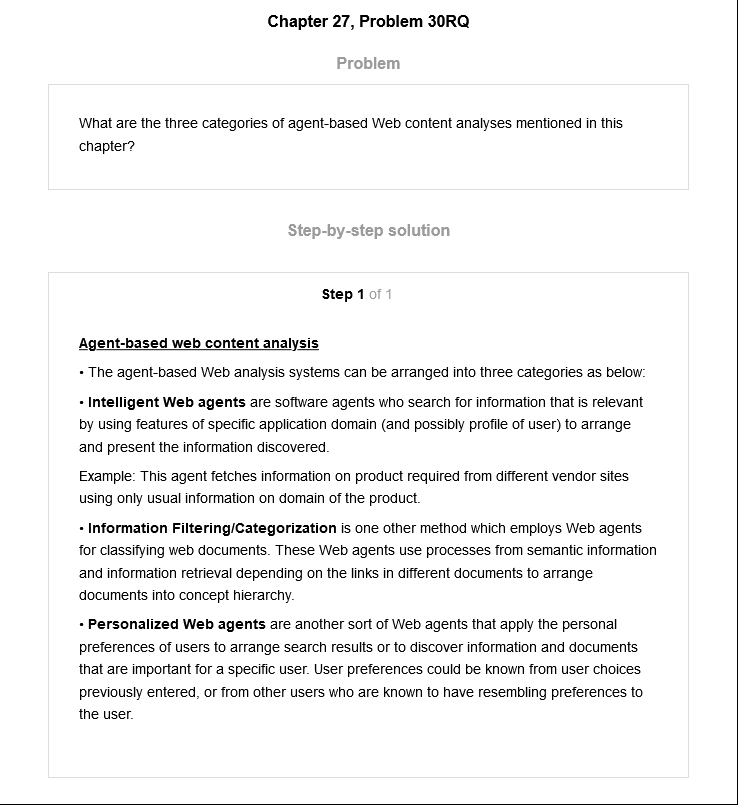 Chapter 27, Problem 30RQ
Problem
What are the three categories of agent-based Web content analyses mentioned in this
chapter?
Step-by-step solution
Step 1 of 1
Agent-based web content analysis
• The agent-based Web analysis systems can be arranged into three categories as below:
• Intelligent Web agents are software agents who search for information that is relevant
by using features of specific application domain (and possibly profile of user) to arrange
and present the information discovered.
Example: This agent fetches information on product required from different vendor sites
using only usual information on domain of the product.
• Information Filtering/Categorization is one other method which employs Web agents
for classifying web documents. These Web agents use processes from semantic information
and information retrieval depending on the links in different documents to arrange
documents into concept hierarchy.
• Personalized Web agents are another sort of Web agents that apply the personal
preferences of users to arrange search results or to discover information and documents
that are important for a specific user. User preferences could be known from user choices
previously entered, or from other users who are known to have resembling preferences to
the user.